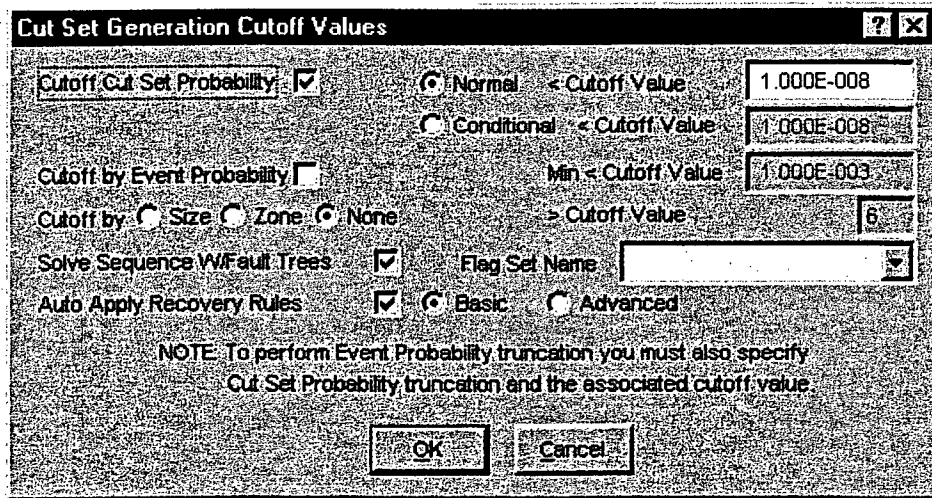 Cut Set Generation Cutoff Values
Cutoff Cut Set Probability Normal < Cutoff Value 1.000E-008
Conditional < Cutoff Value 1.000E-008
Cutoff by Event Probability Min < Cutoff Value 1.000E-003
Cutoff by Size Zone None > Cutoff Value 6
Solve Sequence W/Fault Trees Flag Set Name
Auto Apply Recovery Rules Basic Advanced
NOTE: To perform Event Probability truncation you must also specify
Cut Set Probability truncation and the associated cutoff value.
OK Cancel